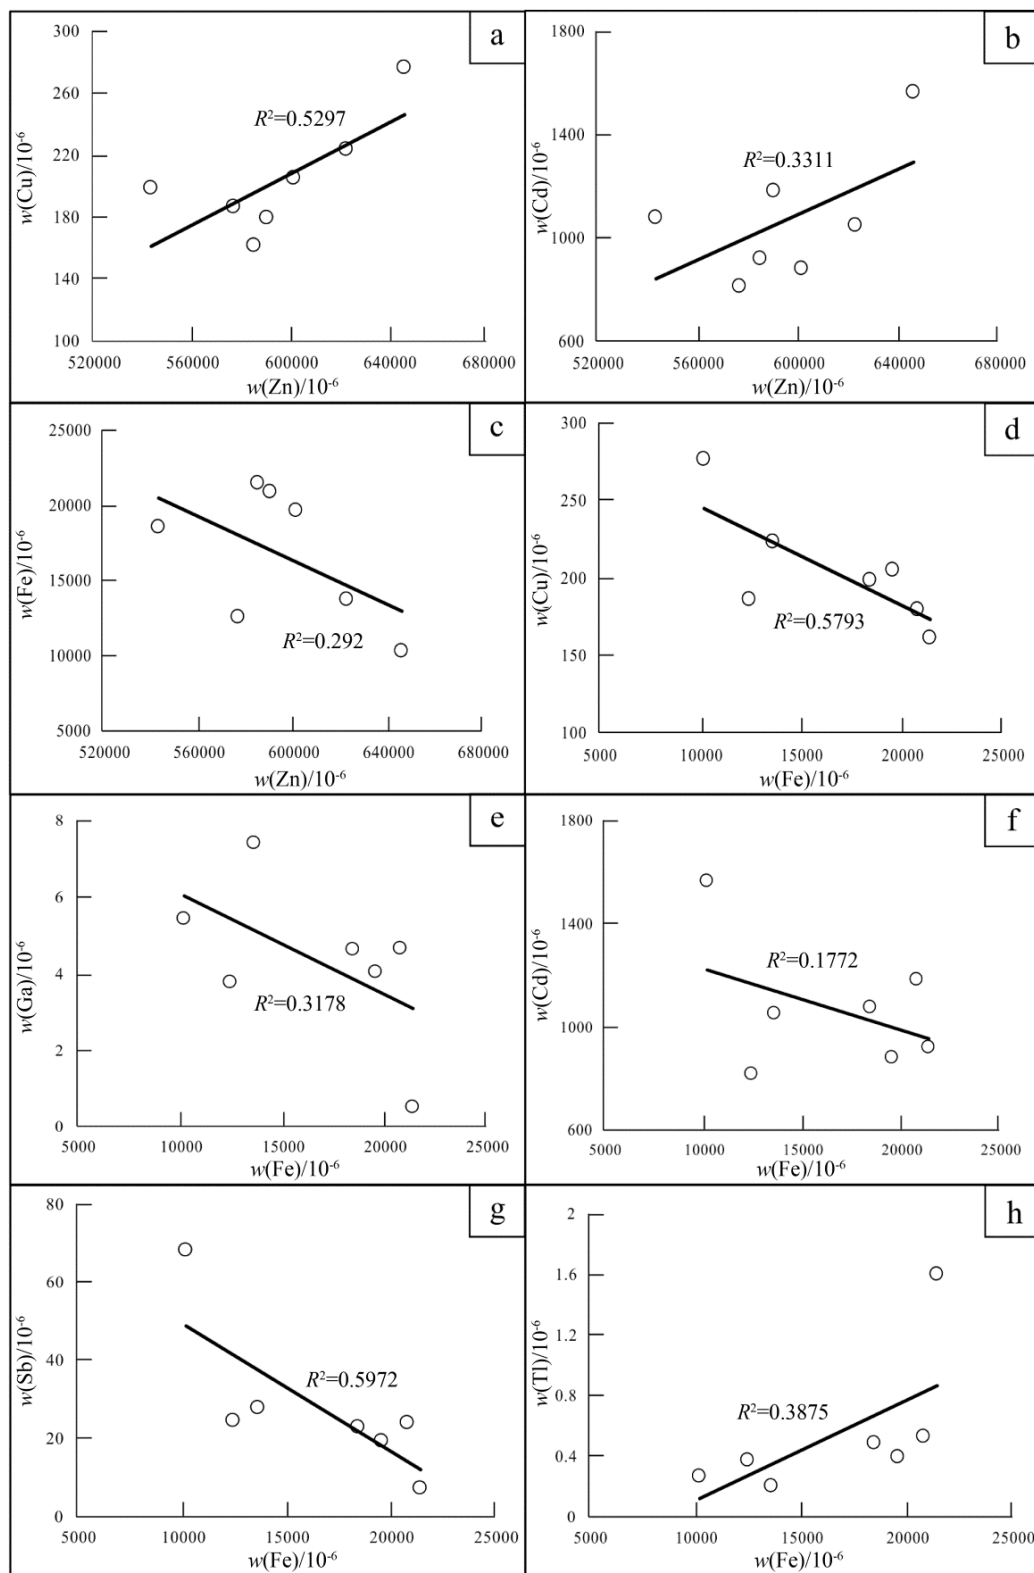 a
300
260
220
180
140
100
w(Cu)/10⁻⁶
R²=0.5297
520000 560000 600000 640000 680000
w(Zn)/10⁻⁶
b
1800
1400
1000
600
w(Cd)/10⁻⁶
R²=0.3311
520000 560000 600000 640000 680000
w(Zn)/10⁻⁶
c
25000
20000
15000
10000
5000
w(Fe)/10⁻⁶
R²=0.292
520000 560000 600000 640000 680000
w(Zn)/10⁻⁶
d
300
250
200
150
100
w(Cu)/10⁻⁶
R²=0.5793
5000 10000 15000 20000 25000
w(Fe)/10⁻⁶
e
8
6
4
2
0
w(Ga)/10⁻⁶
R²=0.3178
5000 10000 15000 20000 25000
w(Fe)/10⁻⁶
f
1800
1400
1000
600
w(Cd)/10⁻⁶
R²=0.1772
5000 10000 15000 20000 25000
w(Fe)/10⁻⁶
g
80
60
40
20
0
w(Sb)/10⁻⁶
R²=0.5972
5000 10000 15000 20000 25000
w(Fe)/10⁻⁶
h
2
1.6
1.2
0.8
0.4
0
w(Tl)/10⁻⁶
R²=0.3875
5000 10000 15000 20000 25000
w(Fe)/10⁻⁶